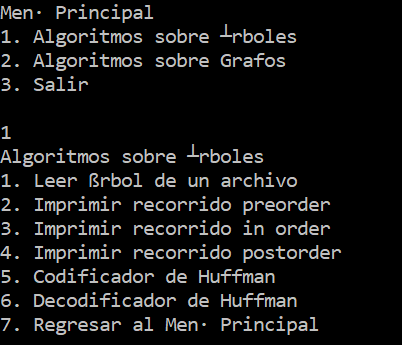 Men· Principal
1. Algoritmos sobre ┴rboles
2. Algoritmos sobre Grafos
3. Salir
1
Algoritmos sobre ┴rboles
1. Leer ßrbol de un archivo
2. Imprimir recorrido preorder
3. Imprimir recorrido in order
4. Imprimir recorrido postorder
5. Codificador de Huffman
6. Decodificador de Huffman
7. Regresar al Men· Principal